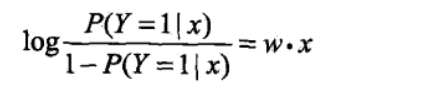 log P(Y=1|x) / 1-P(Y=1|x) = w•x